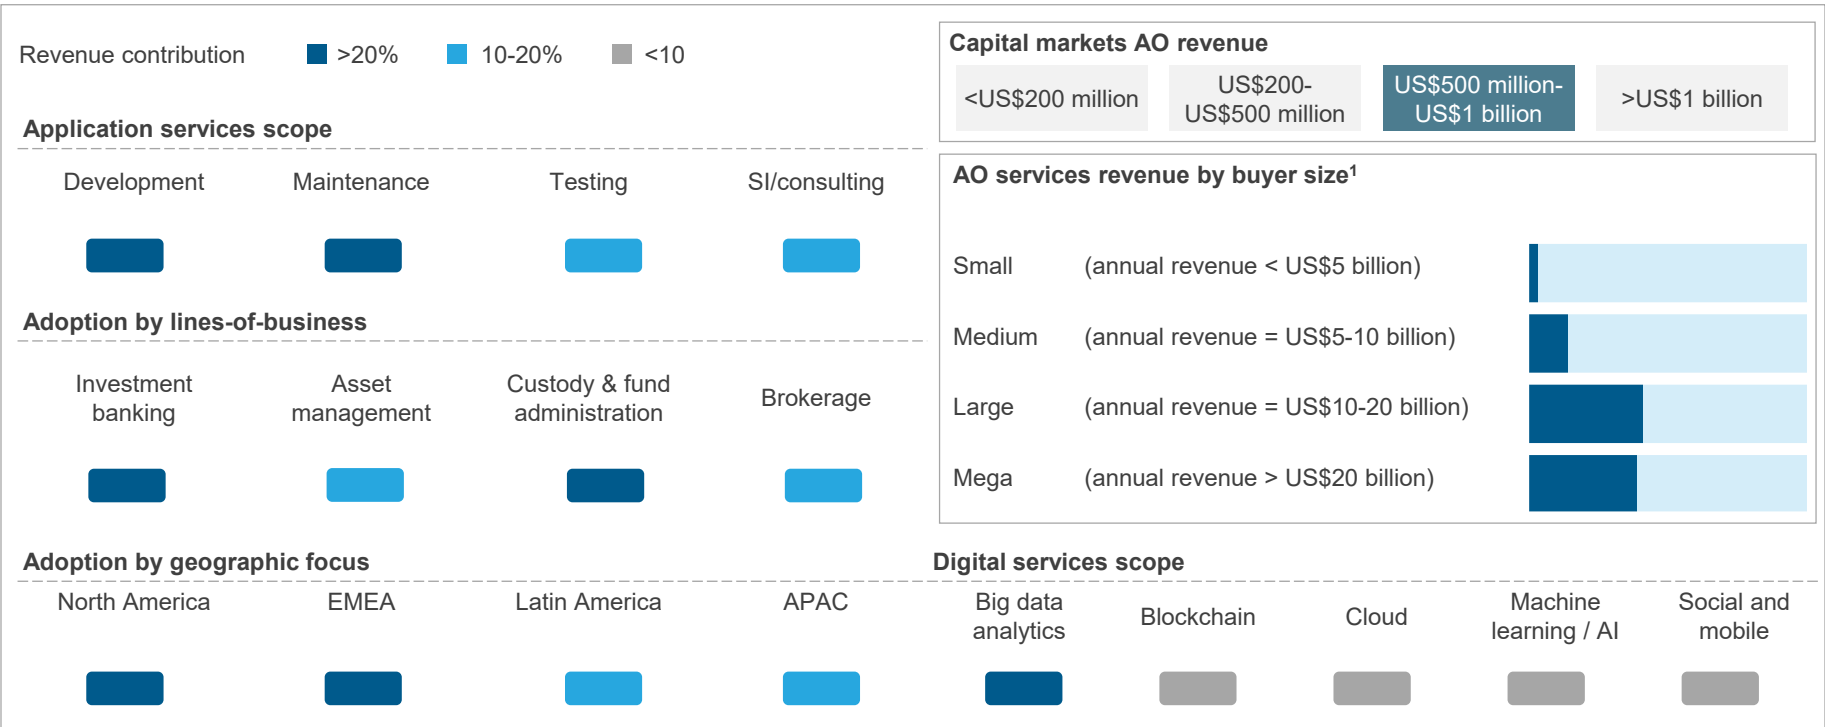 Revenue contribution >20% 10-20% <10
Application services scope
Development Maintenance Testing SI/consulting
Adoption by lines-of-business
Investment banking
Asset management
Custody & fund administration
Brokerage
Capital markets AO revenue
<US$200 million
US$200-
US$500 million
US$500 million-
US$1 billion
>US$1 billion
AO services revenue by buyer size¹
Small (annual revenue < US$5 billion)
Medium (annual revenue = US$5-10 billion)
Large (annual revenue = US$10-20 billion)
Mega (annual revenue > US$20 billion)
Adoption by geographic focus
North America EMEA Latin America APAC
Digital services scope
Big data
analytics
Blockchain
Cloud
Machine
learning / AI
Social and
mobile